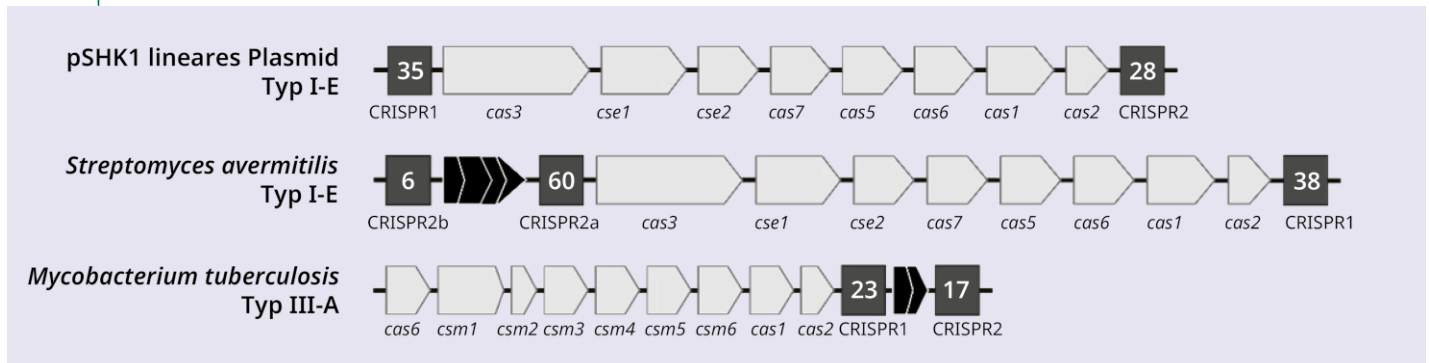 pSHK1 lineares Plasmid
Typ I-E
35 28
CRISPR1 cas3 cse1 cse2 cas7 cas5 cas6 cas1 cas2 CRISPR2
Streptomyces avermitilis
Typ I-E
6 60 38
CRISPR2b CRISPR2a cas3 cse1 cse2 cas7 cas5 cas6 cas1 cas2 CRISPR1
Mycobacterium tuberculosis
Typ III-A
23 17
cas6 csm1 csm2 csm3 csm4 csm5 csm6 cas1 cas2 CRISPR1 CRISPR2